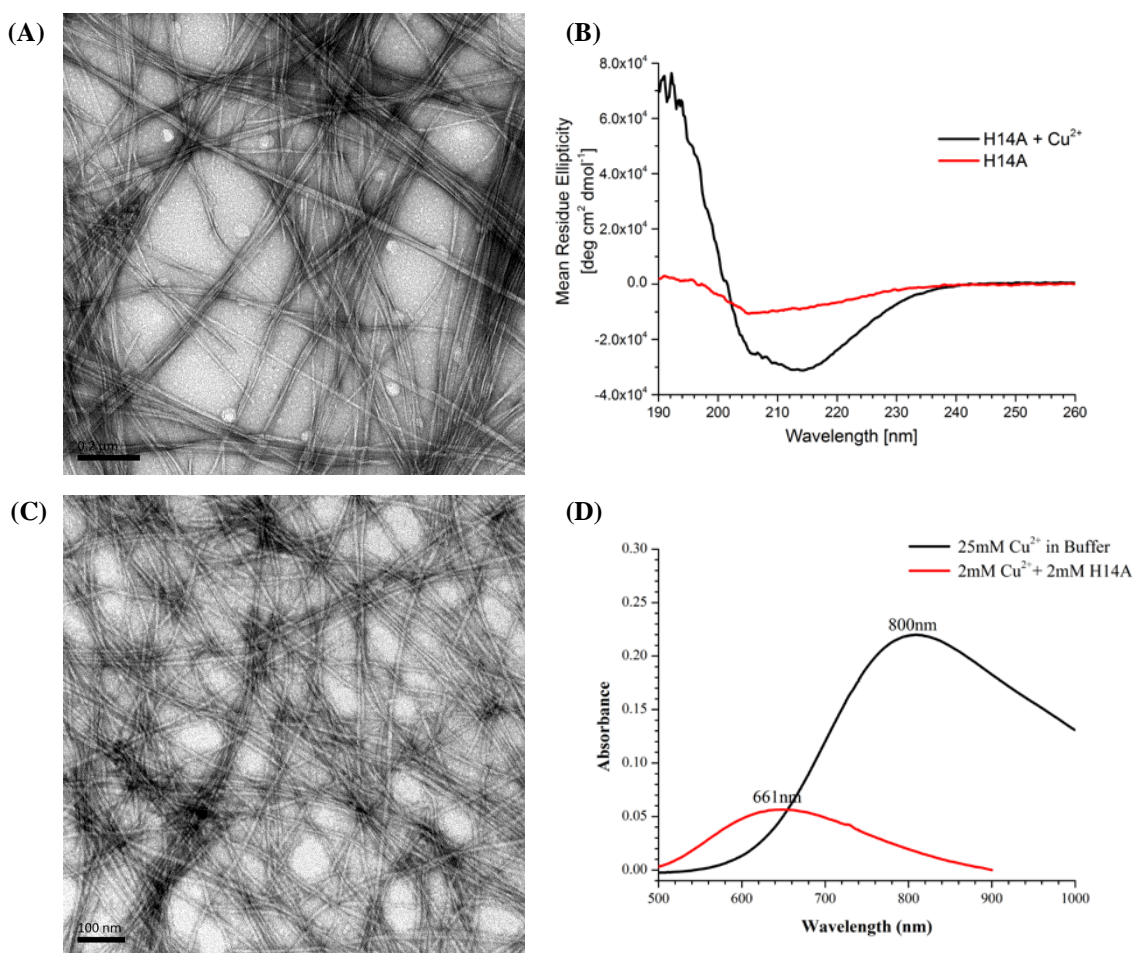 (A)
0.2 µm
(B)
8.0x10⁴
6.0x10⁴
4.0x10⁴
2.0x10⁴
0.0
-2.0x10⁴
-4.0x10⁴
Mean Residue Ellipticity
[deg cm² dmol⁻¹]
H14A + Cu²⁺
H14A
190 200 210 220 230 240 250 260
Wavelength [nm]
(C)
100 nm
(D)
0.30
0.25
0.20
0.15
0.10
0.05
0.00
Absorbance
25mM Cu²⁺ in Buffer
2mM Cu²⁺+ 2mM H14A
800nm
661nm
500 600 700 800 900 1000
Wavelength (nm)